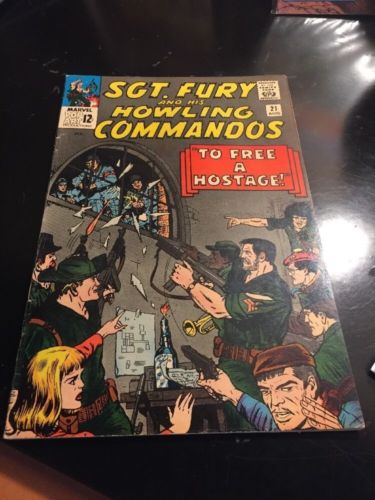 SGT. FURY
AND HIS
HOWLING
COMMANDOS
MARVEL
12¢
21
AUG
"TO FREE
A
HOSTAGE!"